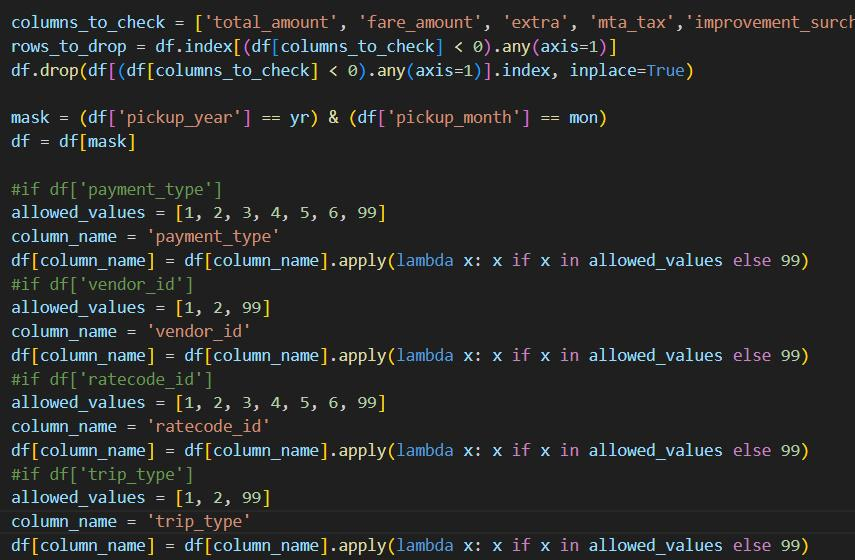 columns_to_check = ['total_amount', 'fare_amount', 'extra', 'mta_tax','improvement_surch
rows_to_drop = df.index[(df[columns_to_check] < 0).any(axis=1)]
df.drop(df[(df[columns_to_check] < 0).any(axis=1)].index, inplace=True)
mask = (df['pickup_year'] == yr) & (df['pickup_month'] == mon)
df = df[mask]
#if df['payment_type']
allowed_values = [1, 2, 3, 4, 5, 6, 99]
column_name = 'payment_type'
df[column_name] = df[column_name].apply(lambda x: x if x in allowed_values else 99)
#if df['vendor_id']
allowed_values = [1, 2, 99]
column_name = 'vendor_id'
df[column_name] = df[column_name].apply(lambda x: x if x in allowed_values else 99)
#if df['ratecode_id']
allowed_values = [1, 2, 3, 4, 5, 6, 99]
column_name = 'ratecode_id'
df[column_name] = df[column_name].apply(lambda x: x if x in allowed_values else 99)
#if df['trip_type']
allowed_values = [1, 2, 99]
column_name = 'trip_type'
df[column_name] = df[column_name].apply(lambda x: x if x in allowed_values else 99)